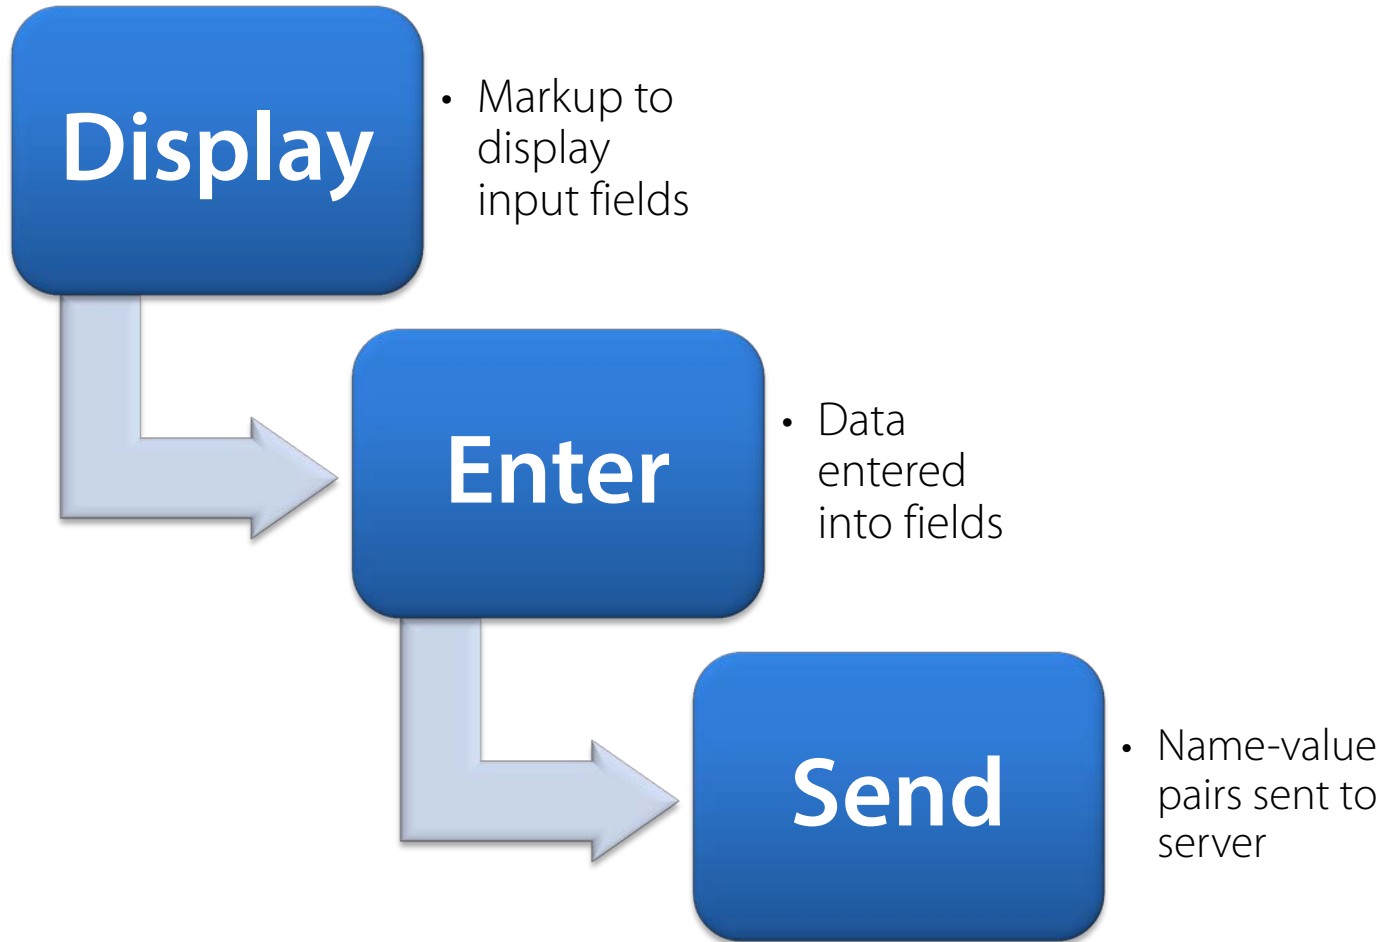 Display
• Markup to
display
input fields
Enter
• Data
entered
into fields
Send
• Name-value
pairs sent to
server